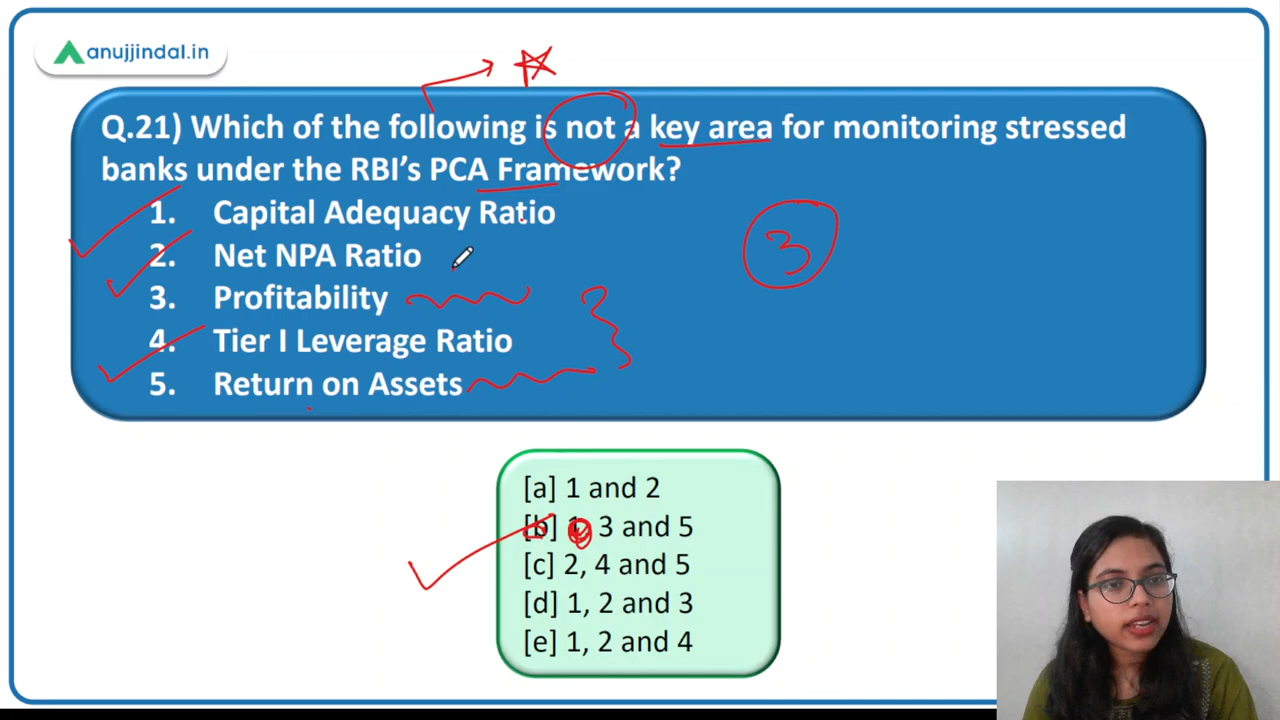 anujjindal.in
Q.21) Which of the following is not a key area for monitoring stressed
banks under the RBI's PCA Framework?
1. Capital Adequacy Ratio
2. Net NPA Ratio
3. Profitability
4. Tier I Leverage Ratio
5. Return on Assets
3
[a] 1 and 2
[b] 1, 3 and 5
[c] 2, 4 and 5
[d] 1, 2 and 3
[e] 1, 2 and 4